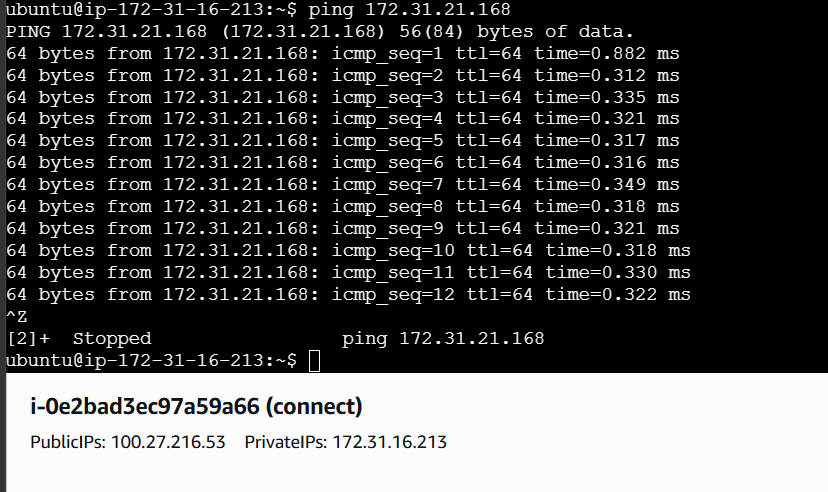 ubuntu@ip-172-31-16-213:~$ ping 172.31.21.168
PING 172.31.21.168 (172.31.21.168) 56(84) bytes of data.
64 bytes from 172.31.21.168: icmp_seq=1 ttl=64 time=0.882 ms
64 bytes from 172.31.21.168: icmp_seq=2 ttl=64 time=0.312 ms
64 bytes from 172.31.21.168: icmp_seq=3 ttl=64 time=0.335 ms
64 bytes from 172.31.21.168: icmp_seq=4 ttl=64 time=0.321 ms
64 bytes from 172.31.21.168: icmp_seq=5 ttl=64 time=0.317 ms
64 bytes from 172.31.21.168: icmp_seq=6 ttl=64 time=0.316 ms
64 bytes from 172.31.21.168: icmp_seq=7 ttl=64 time=0.349 ms
64 bytes from 172.31.21.168: icmp_seq=8 ttl=64 time=0.318 ms
64 bytes from 172.31.21.168: icmp_seq=9 ttl=64 time=0.321 ms
64 bytes from 172.31.21.168: icmp_seq=10 ttl=64 time=0.318 ms
64 bytes from 172.31.21.168: icmp_seq=11 ttl=64 time=0.330 ms
64 bytes from 172.31.21.168: icmp_seq=12 ttl=64 time=0.322 ms
^Z
[2]+  Stopped                 ping 172.31.21.168
ubuntu@ip-172-31-16-213:~$
i-0e2bad3ec97a59a66 (connect)
PublicIPs: 100.27.216.53    PrivateIPs: 172.31.16.213